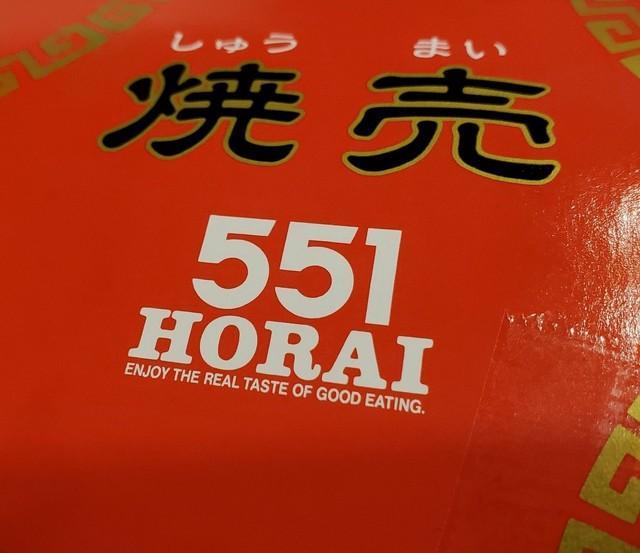 しゅう まい
焼売
551
HORAI
ENJOY THE REAL TASTE OF GOOD EATING.